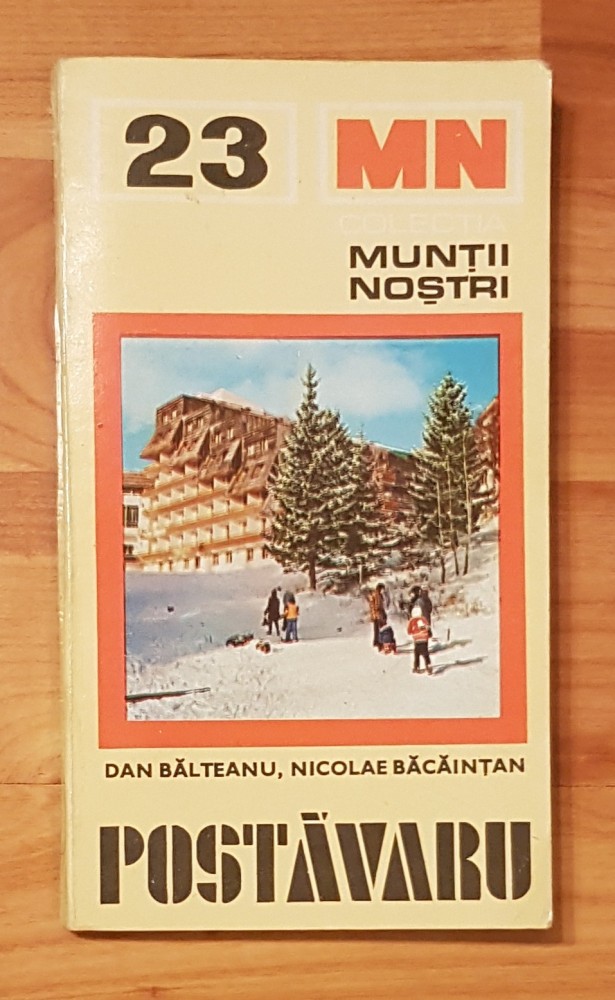 23 MN
COLECȚIA
MUNȚII
NOȘTRI
DAN BĂLTEANU, NICOLAE BĂCĂINȚAN
POSTĂVARU